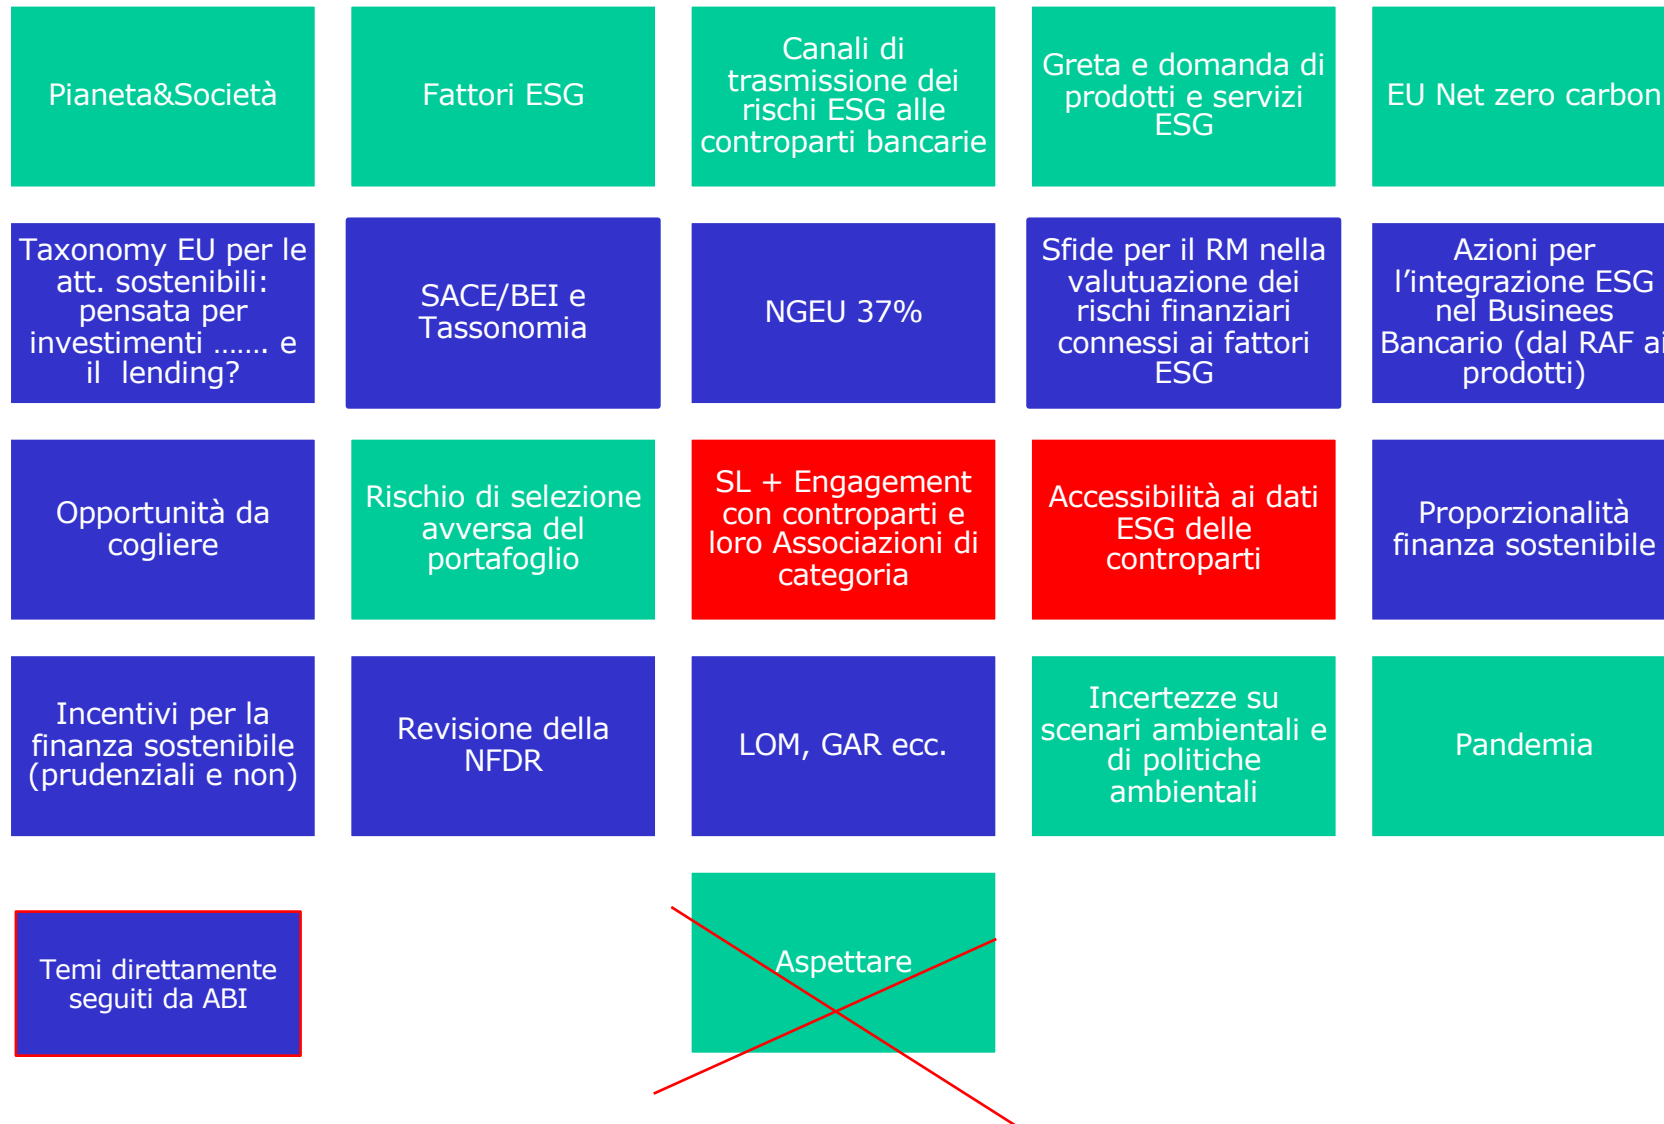 Pianeta&Società
Fattori ESG
Canali di
trasmissione dei
rischi ESG alle
controparti bancarie
Greta e domanda di
prodotti e servizi
ESG
EU Net zero carbon
Taxonomy EU per le
att. sostenibili:
pensata per
investimenti ……. e
il lending?
SACE/BEI e
Tassonomia
NGEU 37%
Sfide per il RM nella
valutuazione dei
rischi finanziari
connessi ai fattori
ESG
Azioni per
l’integrazione ESG
nel Businees
Bancario (dal RAF ai
prodotti)
Opportunità da
cogliere
Rischio di selezione
avversa del
portafoglio
SL + Engagement
con controparti e
loro Associazioni di
categoria
Accessibilità ai dati
ESG delle
controparti
Proporzionalità
finanza sostenibile
Incentivi per la
finanza sostenibile
(prudenziali e non)
Revisione della
NFDR
LOM, GAR ecc.
Incertezze su
scenari ambientali e
di politiche
ambientali
Pandemia
Temi direttamente
seguiti da ABI
Aspettare